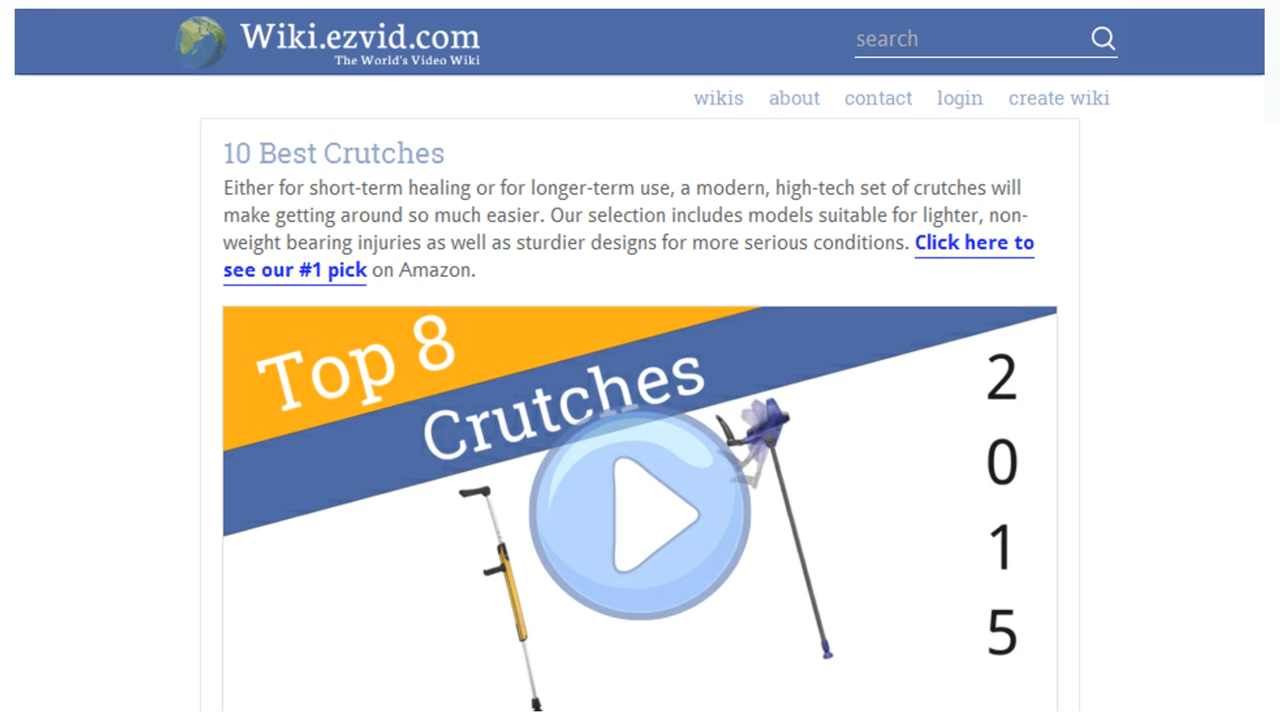 Wiki.ezvid.com
The World's Video Wiki
search
wikis about contact login create wiki
10 Best Crutches
Either for short-term healing or for longer-term use, a modern, high-tech set of crutches will
make getting around so much easier. Our selection includes models suitable for lighter, non-
weight bearing injuries as well as sturdier designs for more serious conditions. Click here to
see our #1 pick on Amazon.
Top 8
Crutches
2
0
1
5